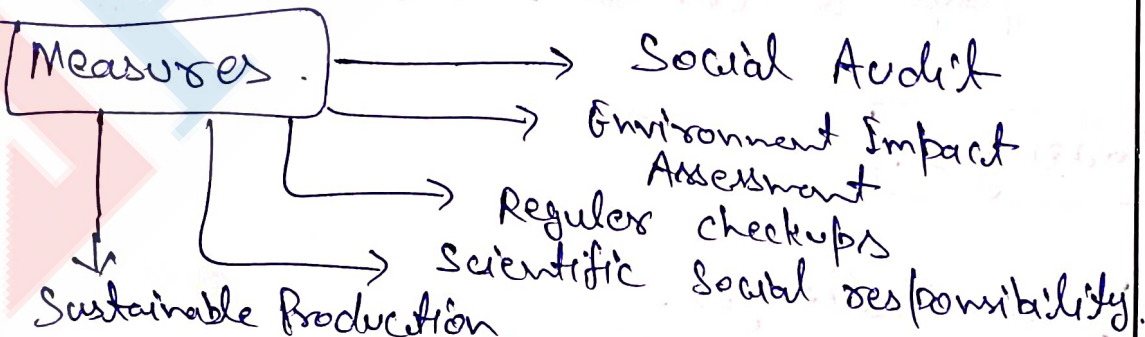 Measures.
Social Audit
Environment Impact
Assessment
Reguler checkups
Scientific Social responsibility.
Sustainable Production